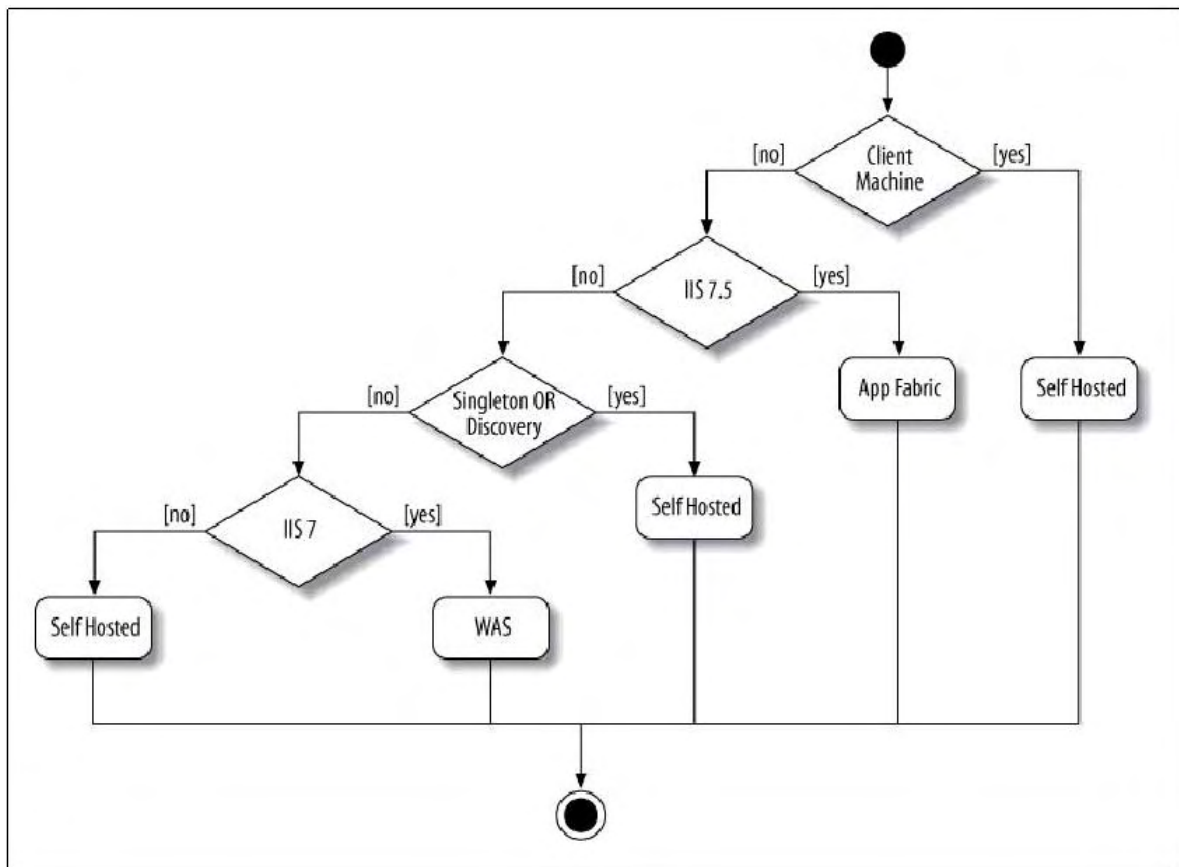 Client
Machine
[no]
[yes]
IIS 7.5
[no]
[yes]
Singleton OR
Discovery
[no]
[yes]
App Fabric
Self Hosted
IIS 7
[no]
[yes]
Self Hosted
Self Hosted
WAS